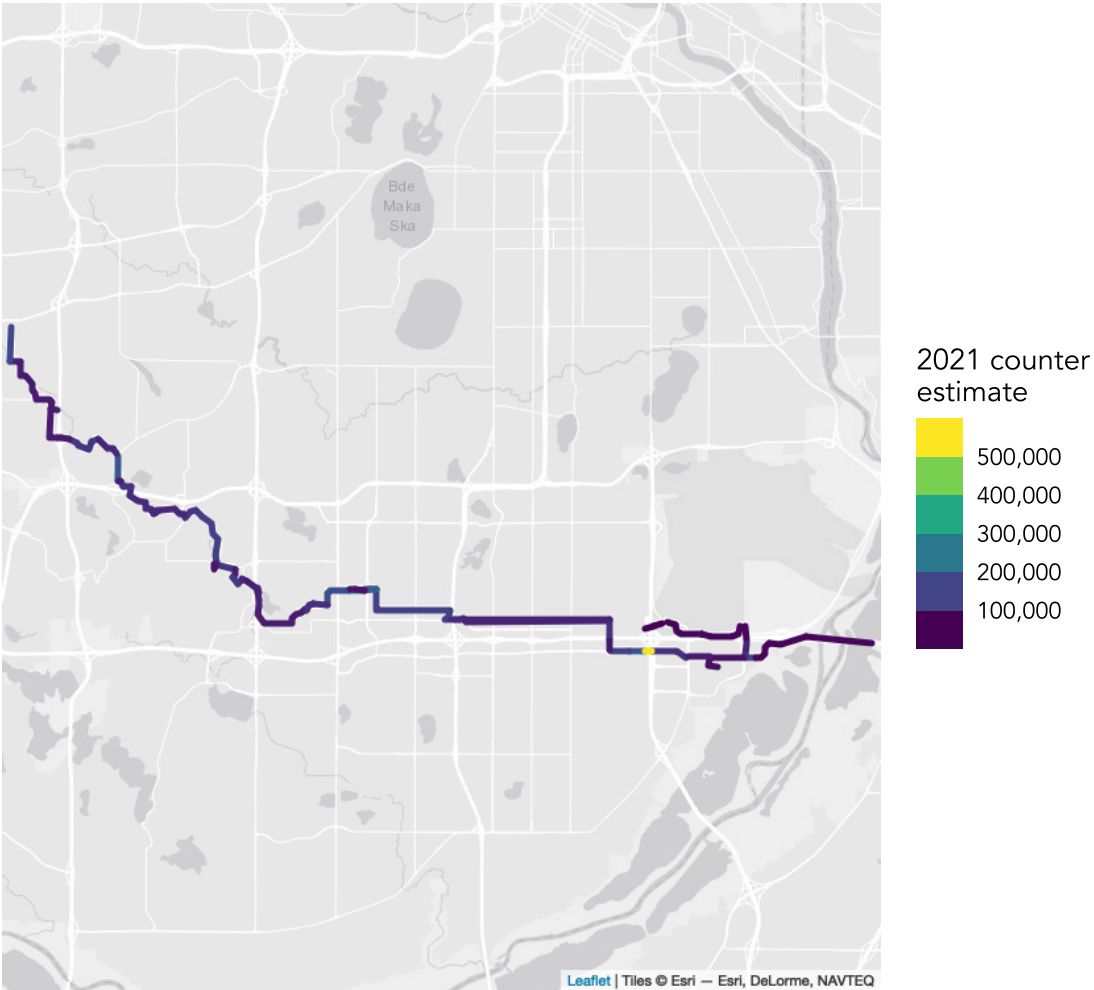 Bde
Maka
Ska
2021 counter
estimate
500,000
400,000
300,000
200,000
100,000
Leaflet | Tiles © Esri — Esri, DeLorme, NAVTEQ